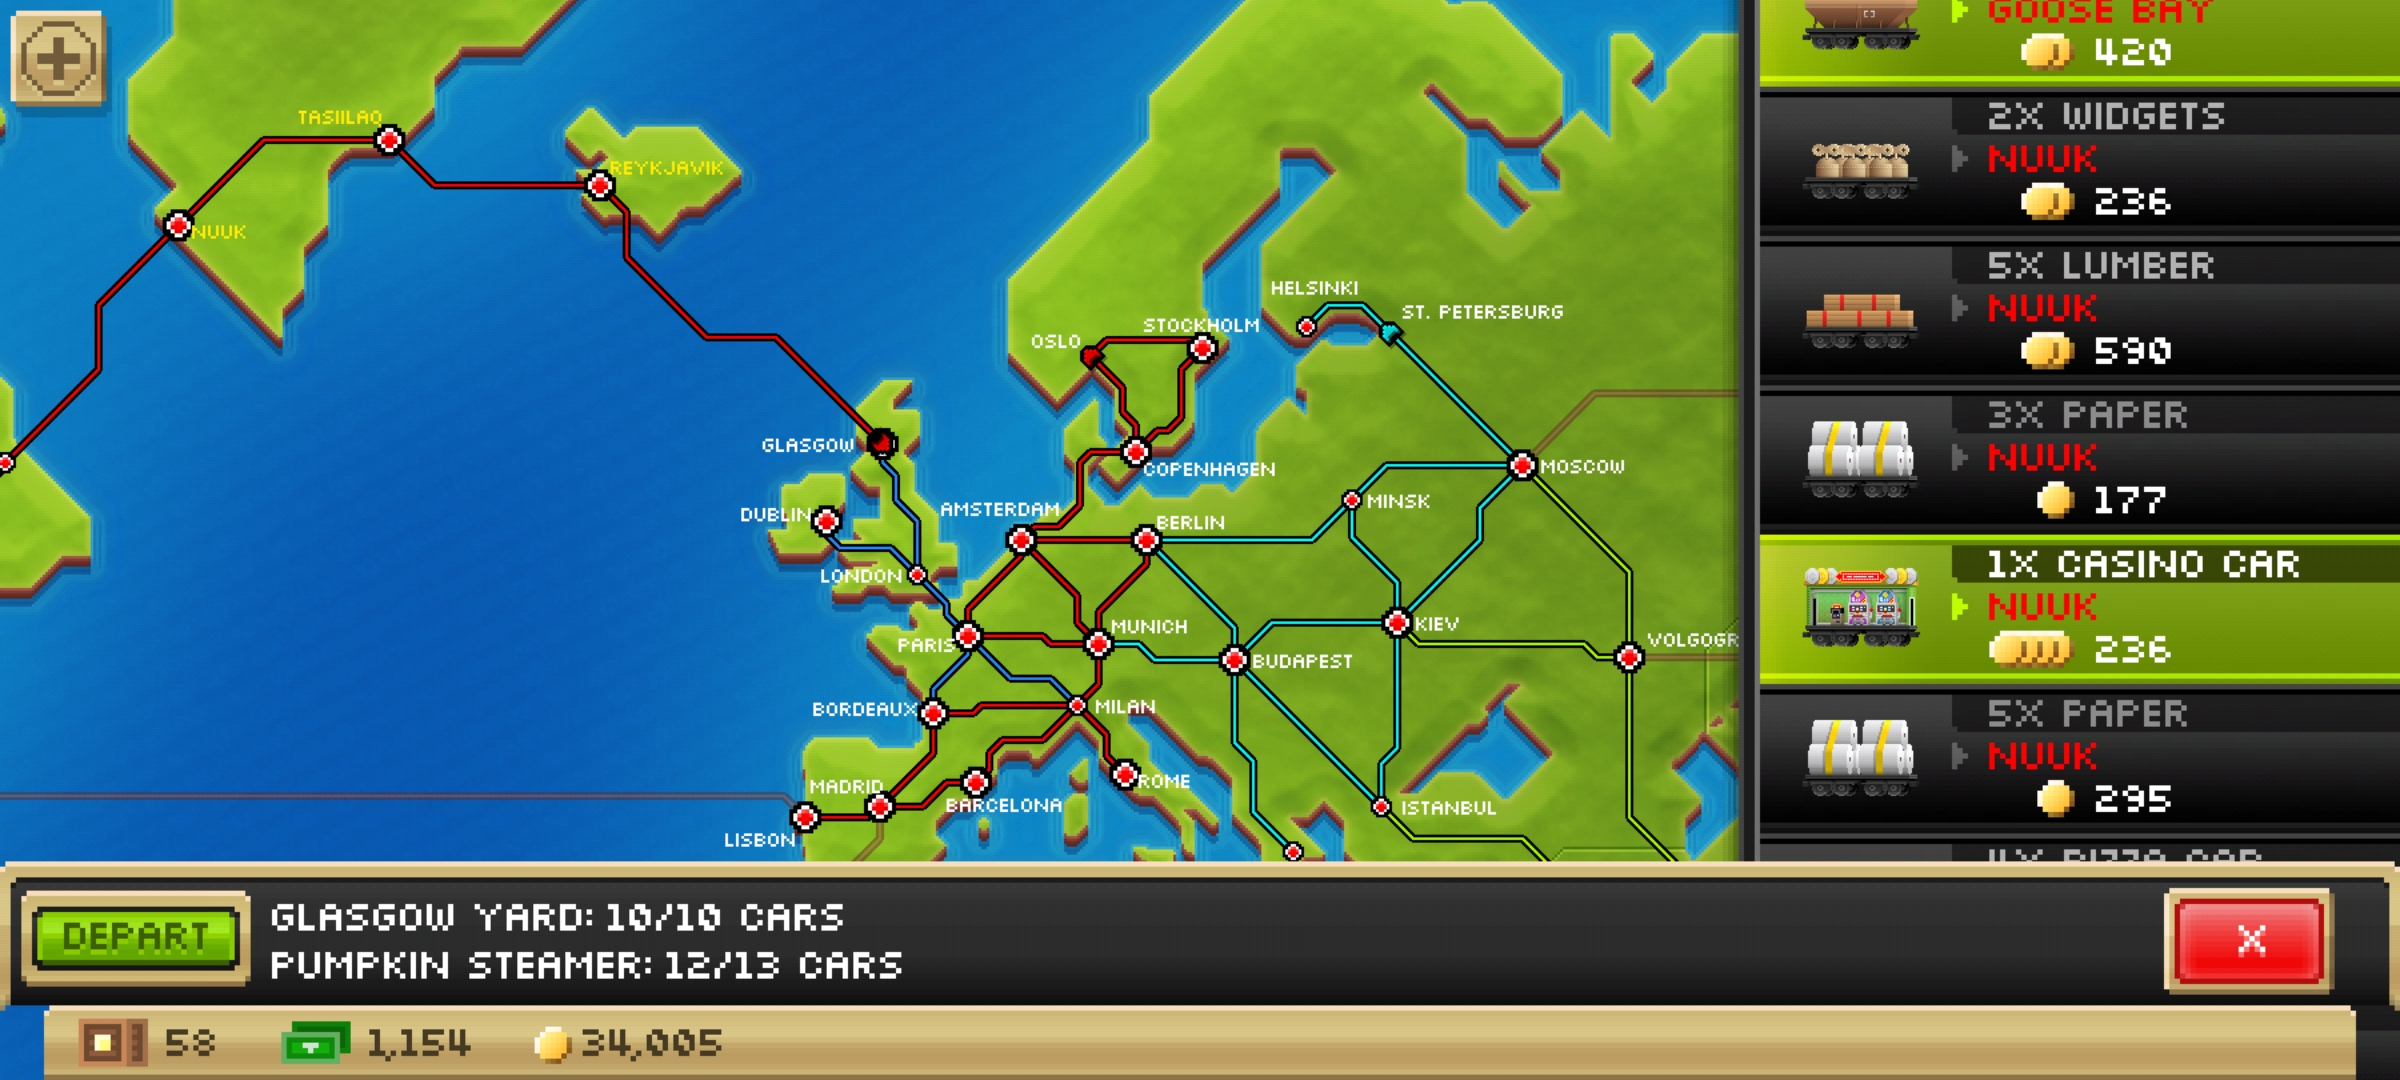 TASIILAQ
REYKJAVIK
NUUK
HELSINKI
ST. PETERSBURG
STOCKHOLM
OSLO
GLASGOW
COPENHAGEN
MOSCOW
MINSK
AMSTERDAM
BERLIN
DUBLIN
LONDON
KIEV
MUNICH
VOLGOGR
PARIS
BUDAPEST
BORDEAUX
MILAN
MADRID
ROME
BARCELONA
ISTANBUL
LISBON
GOOSE BAY
420
2X WIDGETS
NUUK
236
5X LUMBER
NUUK
590
3X PAPER
NUUK
177
1X CASINO CAR
NUUK
236
5X PAPER
NUUK
295
4X PIZZA CAR
DEPART
GLASGOW YARD: 10/10 CARS
PUMPKIN STEAMER: 12/13 CARS
X
58
1,154
34,005